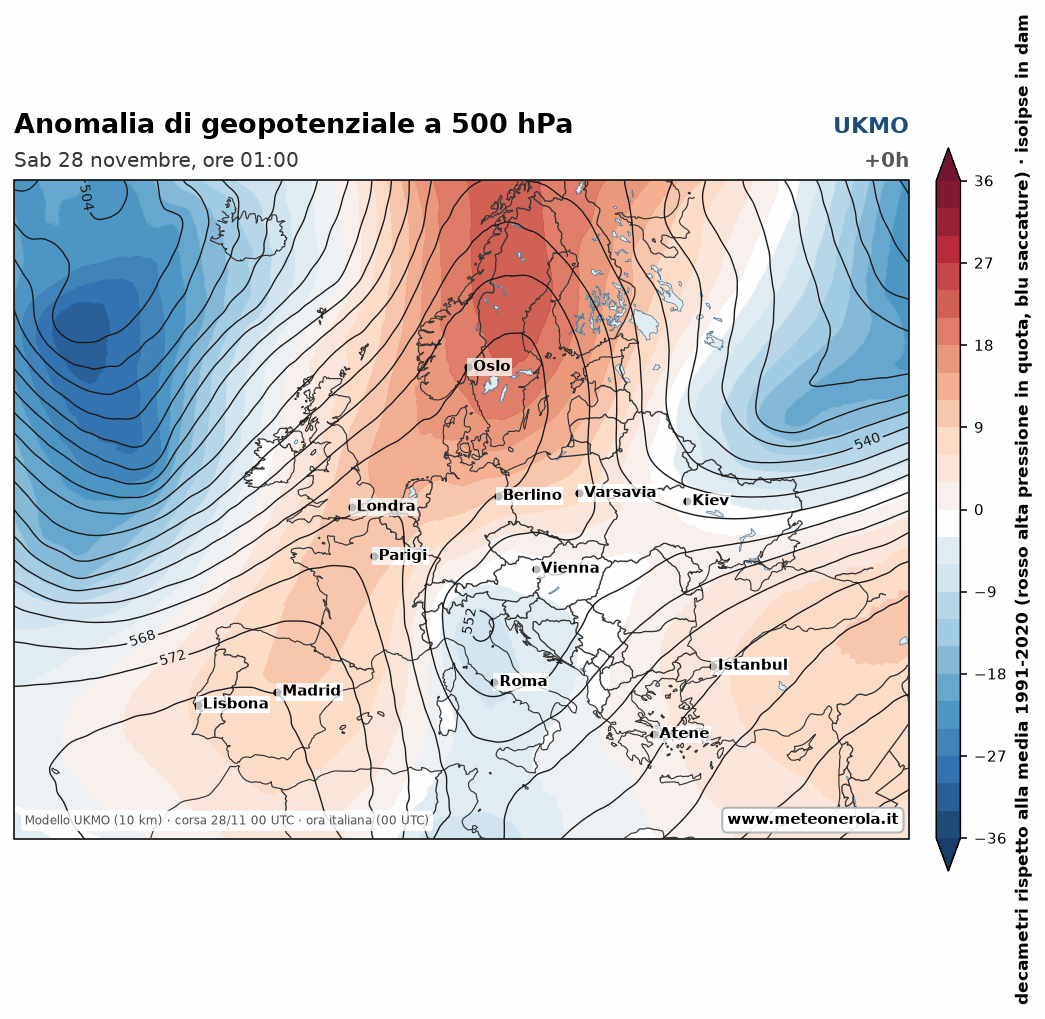 Anomalia di geopotenziale a 500 hPa
UKMO
Sab 28 novembre, ore 01:00
+0h
504
540
552
568
572
Oslo
Londra
Berlino
Varsavia
Kiev
Parigi
Vienna
Roma
Istanbul
Madrid
Lisbona
Atene
Modello UKMO (10 km) · corsa 28/11 00 UTC · ora italiana (00 UTC)
www.meteonerola.it
36
27
18
9
0
−9
−18
−27
−36
decametri rispetto alla media 1991-2020 (rosso alta pressione in quota, blu saccature) · isoipse in dam